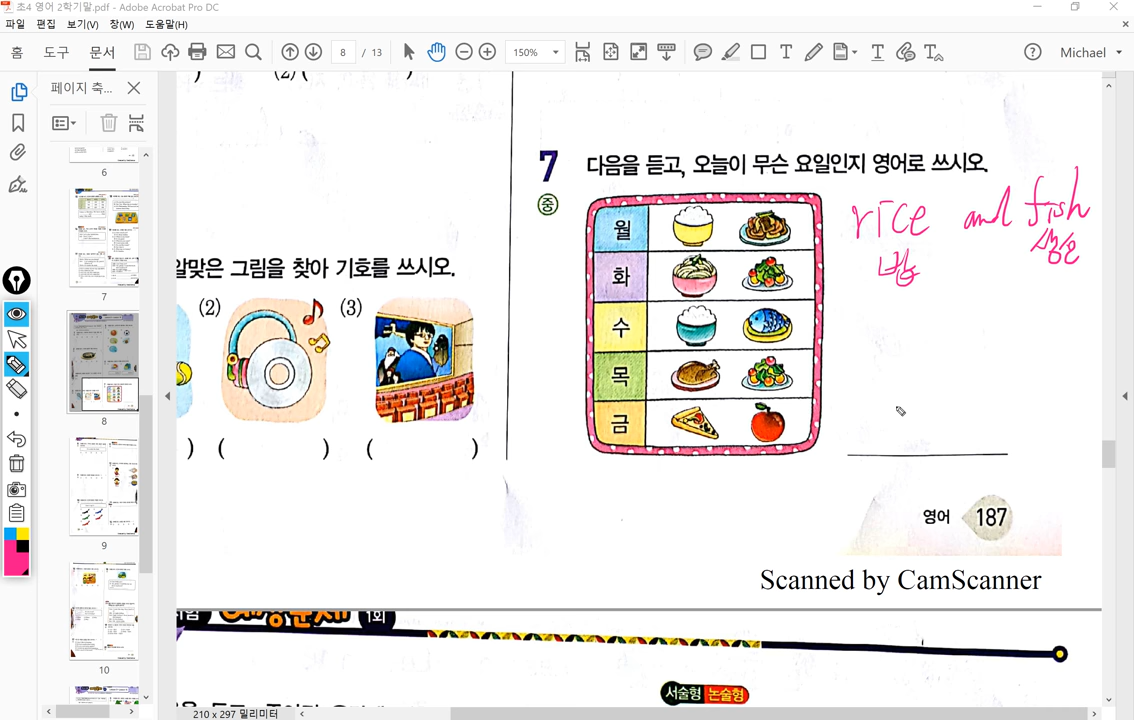 초4 영어 2학기말.pdf - Adobe Acrobat Pro DC
파일 편집 보기(V) 창(W) 도움말(H)
홈 도구 문서
8 / 13
150%
Michael
페이지 축...
6
7
8
9
10
) (2) ( )
알맞은 그림을 찾아 기호를 쓰시오.
(2) (3)
) ( ) ( )
7 다음을 듣고, 오늘이 무슨 요일인지 영어로 쓰시오.
중
월
화
수
목
금
rice and fish
밥 생선
영어 187
Scanned by CamScanner
1회
서술형 논술형
210 x 297 밀리미터